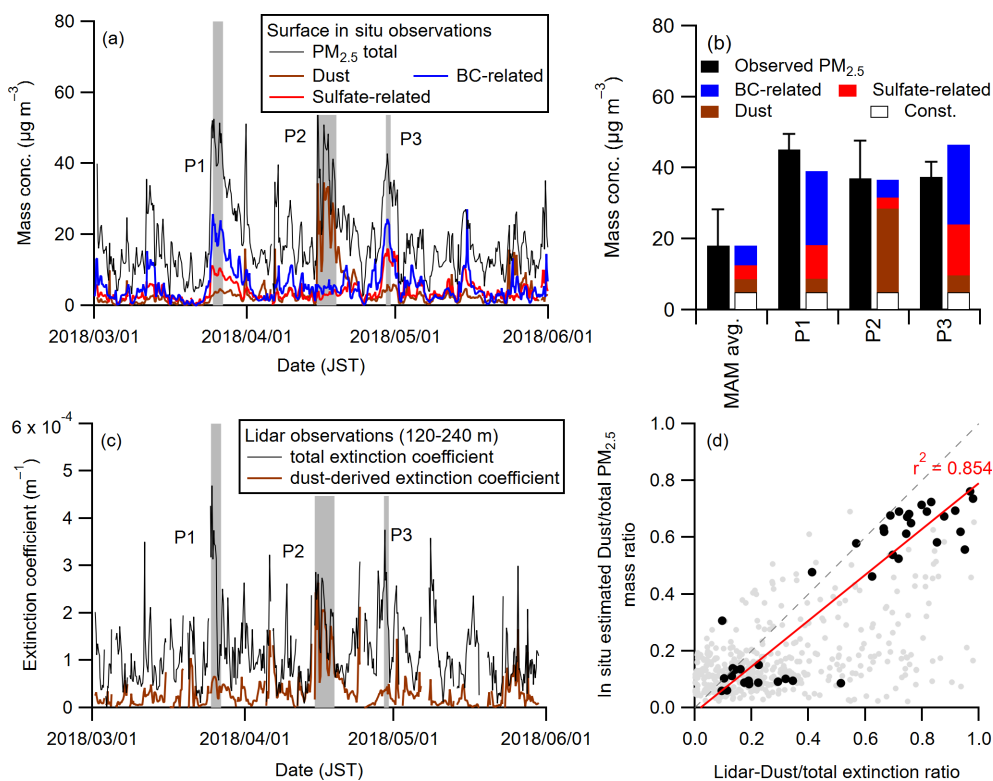 (a)
Surface in situ observations
PM2.5 total
Dust
BC-related
Sulfate-related
P1
P2
P3
80
60
40
20
0
Mass conc. (µg m−3)
2018/03/01
2018/04/01
2018/05/01
2018/06/01
Date (JST)
(b)
Observed PM2.5
BC-related
Sulfate-related
Dust
Const.
80
60
40
20
0
Mass conc. (µg m−3)
MAM avg.
P1
P2
P3
(c)
Lidar observations (120-240 m)
total extinction coefficient
dust-derived extinction coefficient
P1
P2
P3
6 x 10−4
5
4
3
2
1
0
Extinction coefficient (m−1)
2018/03/01
2018/04/01
2018/05/01
2018/06/01
Date (JST)
(d)
r2 = 0.854
1.0
0.8
0.6
0.4
0.2
0.0
In situ estimated Dust/total PM2.5
mass ratio
0.0
0.2
0.4
0.6
0.8
1.0
Lidar-Dust/total extinction ratio